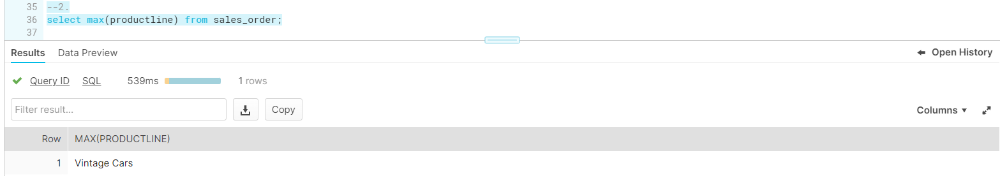 35 --2.
36 select max(productline) from sales_order;
37
Results Data Preview Open History
Query ID SQL 539ms 1 rows
Filter result... Copy Columns
Row MAX(PRODUCTLINE)
1 Vintage Cars